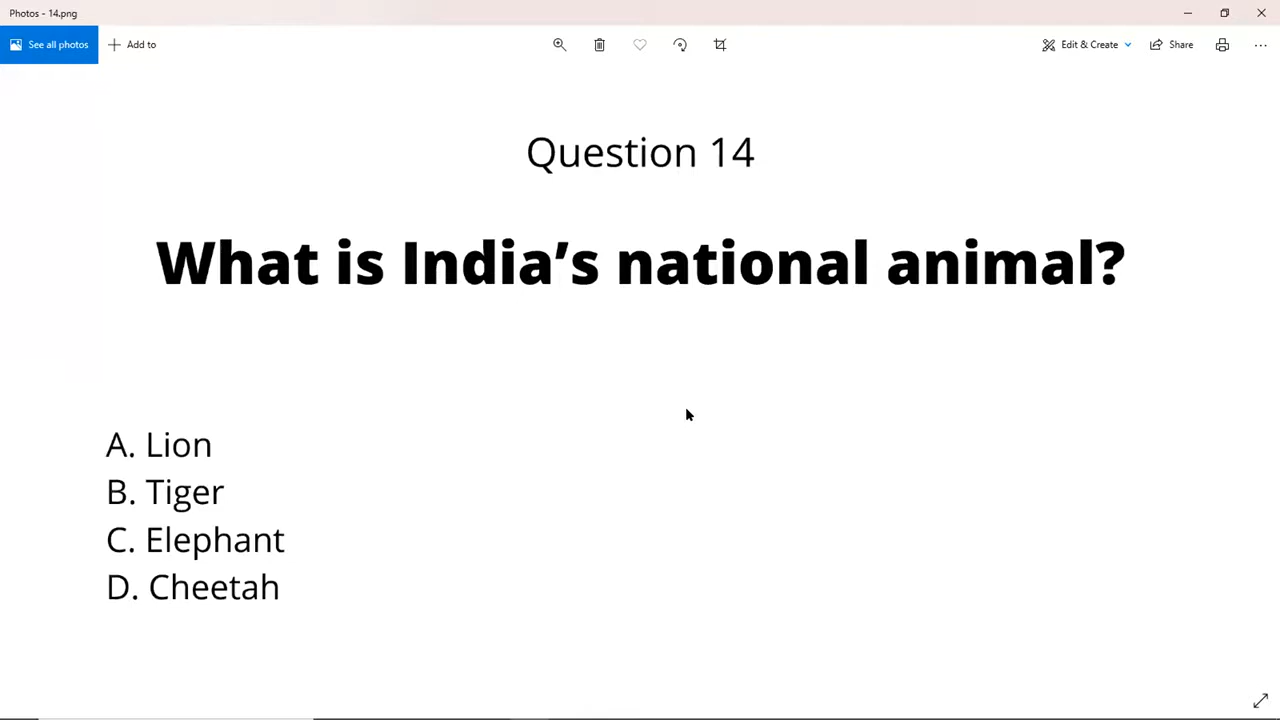 Photos - 14.png
See all photos
Add to
Edit & Create
Share
Question 14
What is India’s national animal?
A. Lion
B. Tiger
C. Elephant
D. Cheetah